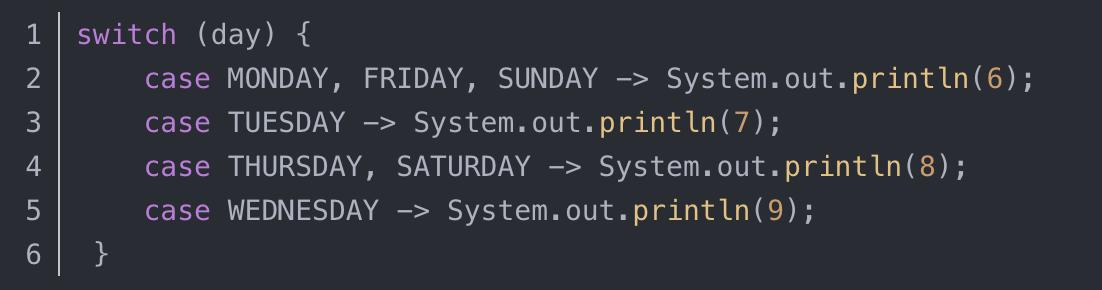 1 switch (day) {
2     case MONDAY, FRIDAY, SUNDAY -> System.out.println(6);
3     case TUESDAY -> System.out.println(7);
4     case THURSDAY, SATURDAY -> System.out.println(8);
5     case WEDNESDAY -> System.out.println(9);
6  }